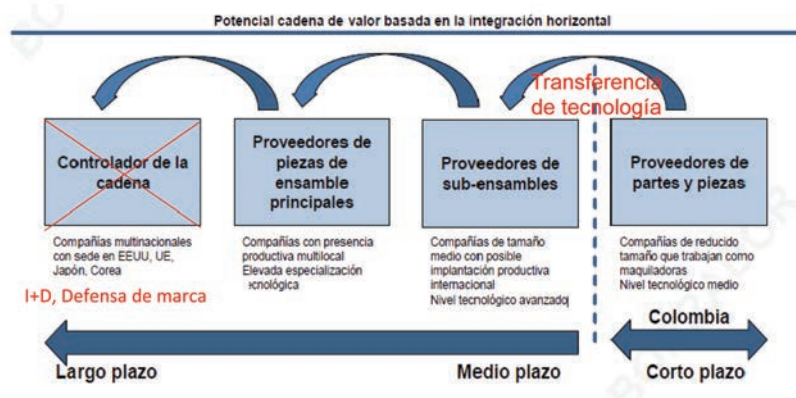 Potencial cadena de valor basada en la integración horizontal
Transferencia
de tecnología
Controlador de la
cadena
Proveedores de
piezas de
ensamble
principales
Proveedores de
sub-ensambles
Proveedores de
partes y piezas
Compañías multinacionales
con sede en EEUU, UE,
Japón, Corea
I+D, Defensa de marca
Compañías con presencia
productiva multilocal
Elevada especialización
tecnológica
Compañías de tamaño
medio con posible
implantación productiva
internacional
Nivel tecnológico avanzado
Compañías de reducido
tamaño que trabajan como
maquiladoras
Nivel tecnológico medio
Colombia
Largo plazo
Medio plazo
Corto plazo